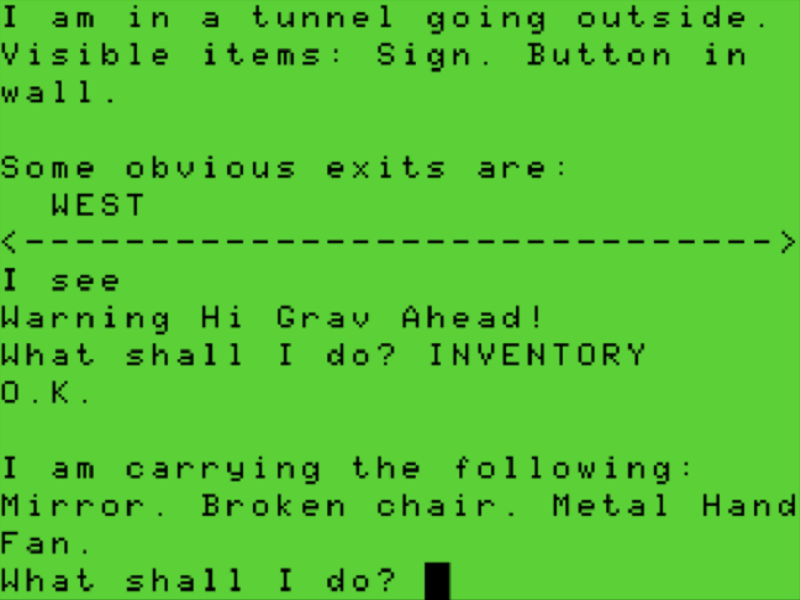 I am in a tunnel going outside.
Visible items: Sign. Button in
wall.
Some obvious exits are:
WEST
<------------------------------>
I see
Warning Hi Grav Ahead!
What shall I do? INVENTORY
O.K.
I am carrying the following:
Mirror. Broken chair. Metal Hand
Fan.
What shall I do?